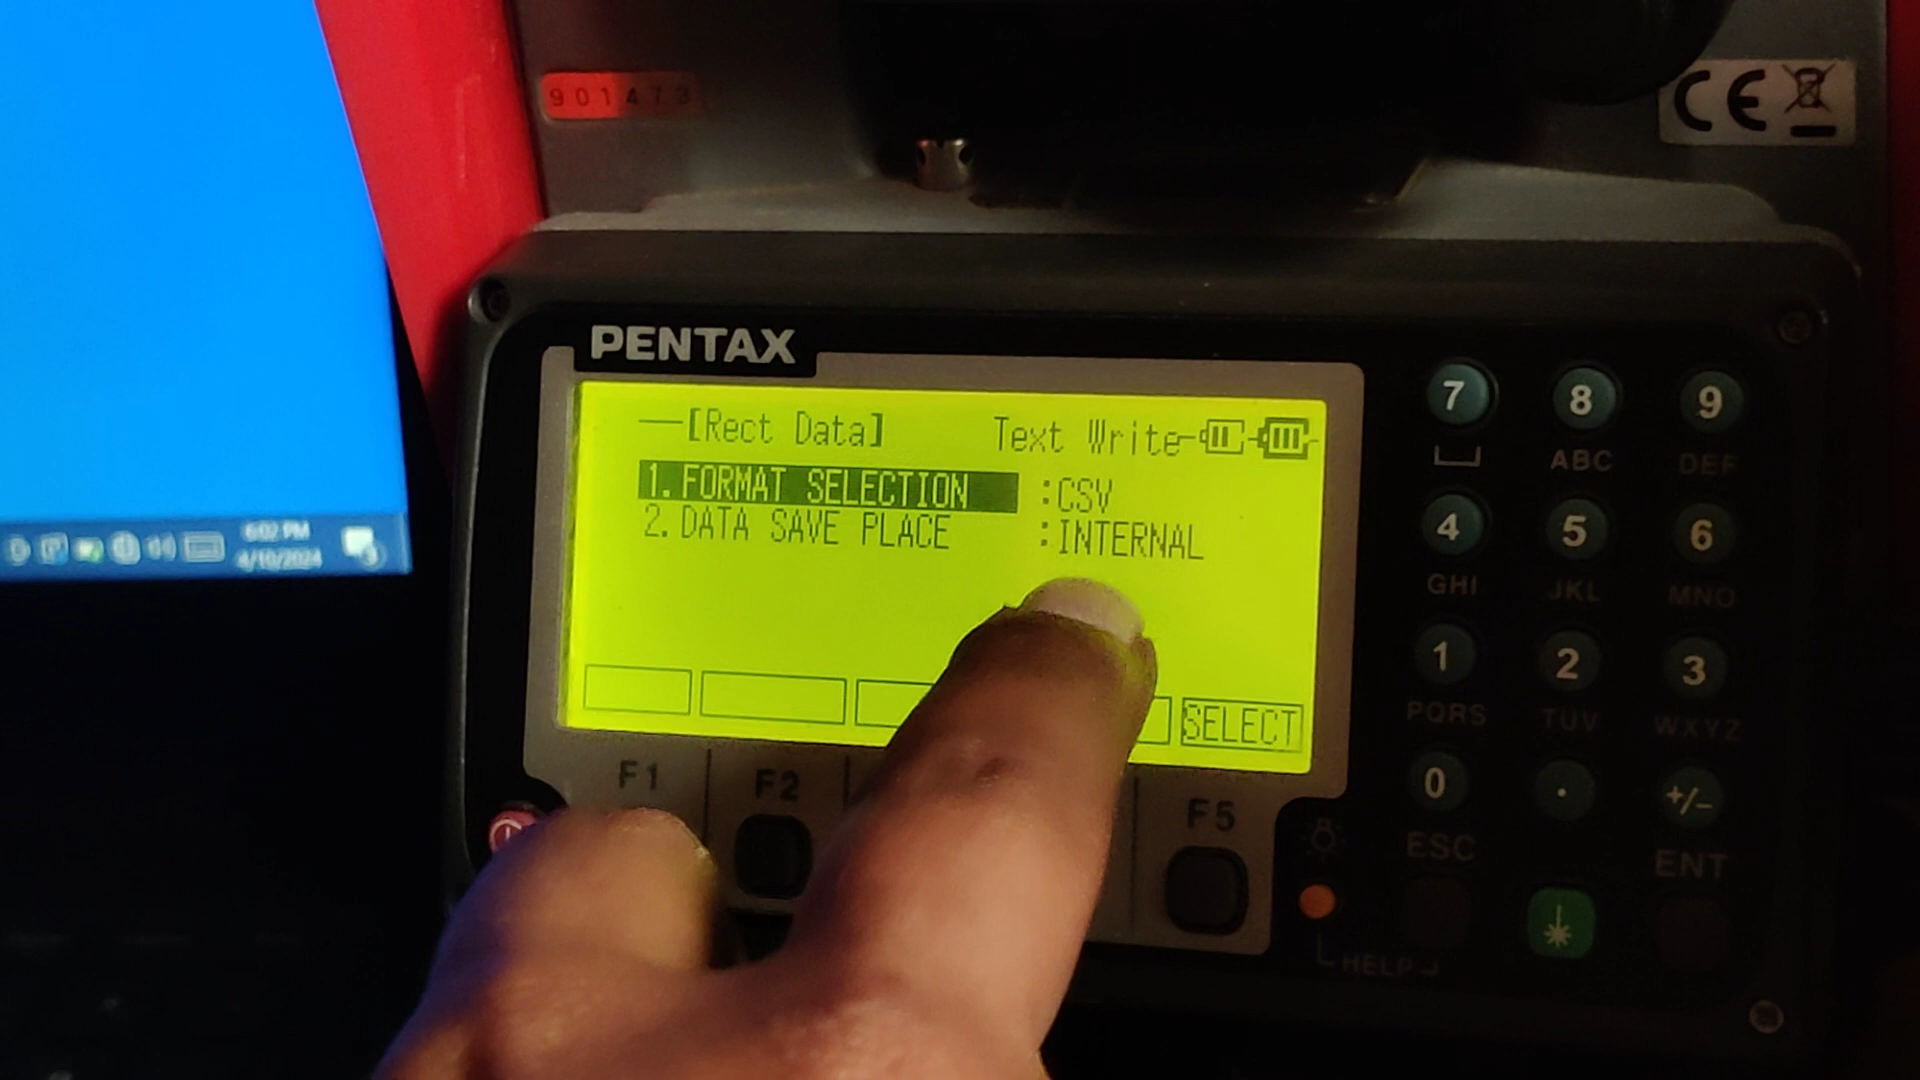 901473
CE
PENTAX
[Rect Data] Text Write
1. FORMAT SELECTION :CSV
2. DATA SAVE PLACE :INTERNAL
SELECT
F1 F2 F5
7 8 9
ABC DEF
4 5 6
GHI JKL MNO
1 2 3
PQRS TUV WXYZ
0 . +/-
ESC ENT
HELP
6:02 PM
4/10/2024